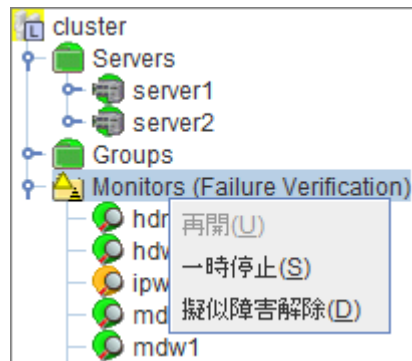 cluster
Servers
server1
server2
Groups
Monitors (Failure Verification)
再開(U)
一時停止(S)
擬似障害解除(D)
mdw1